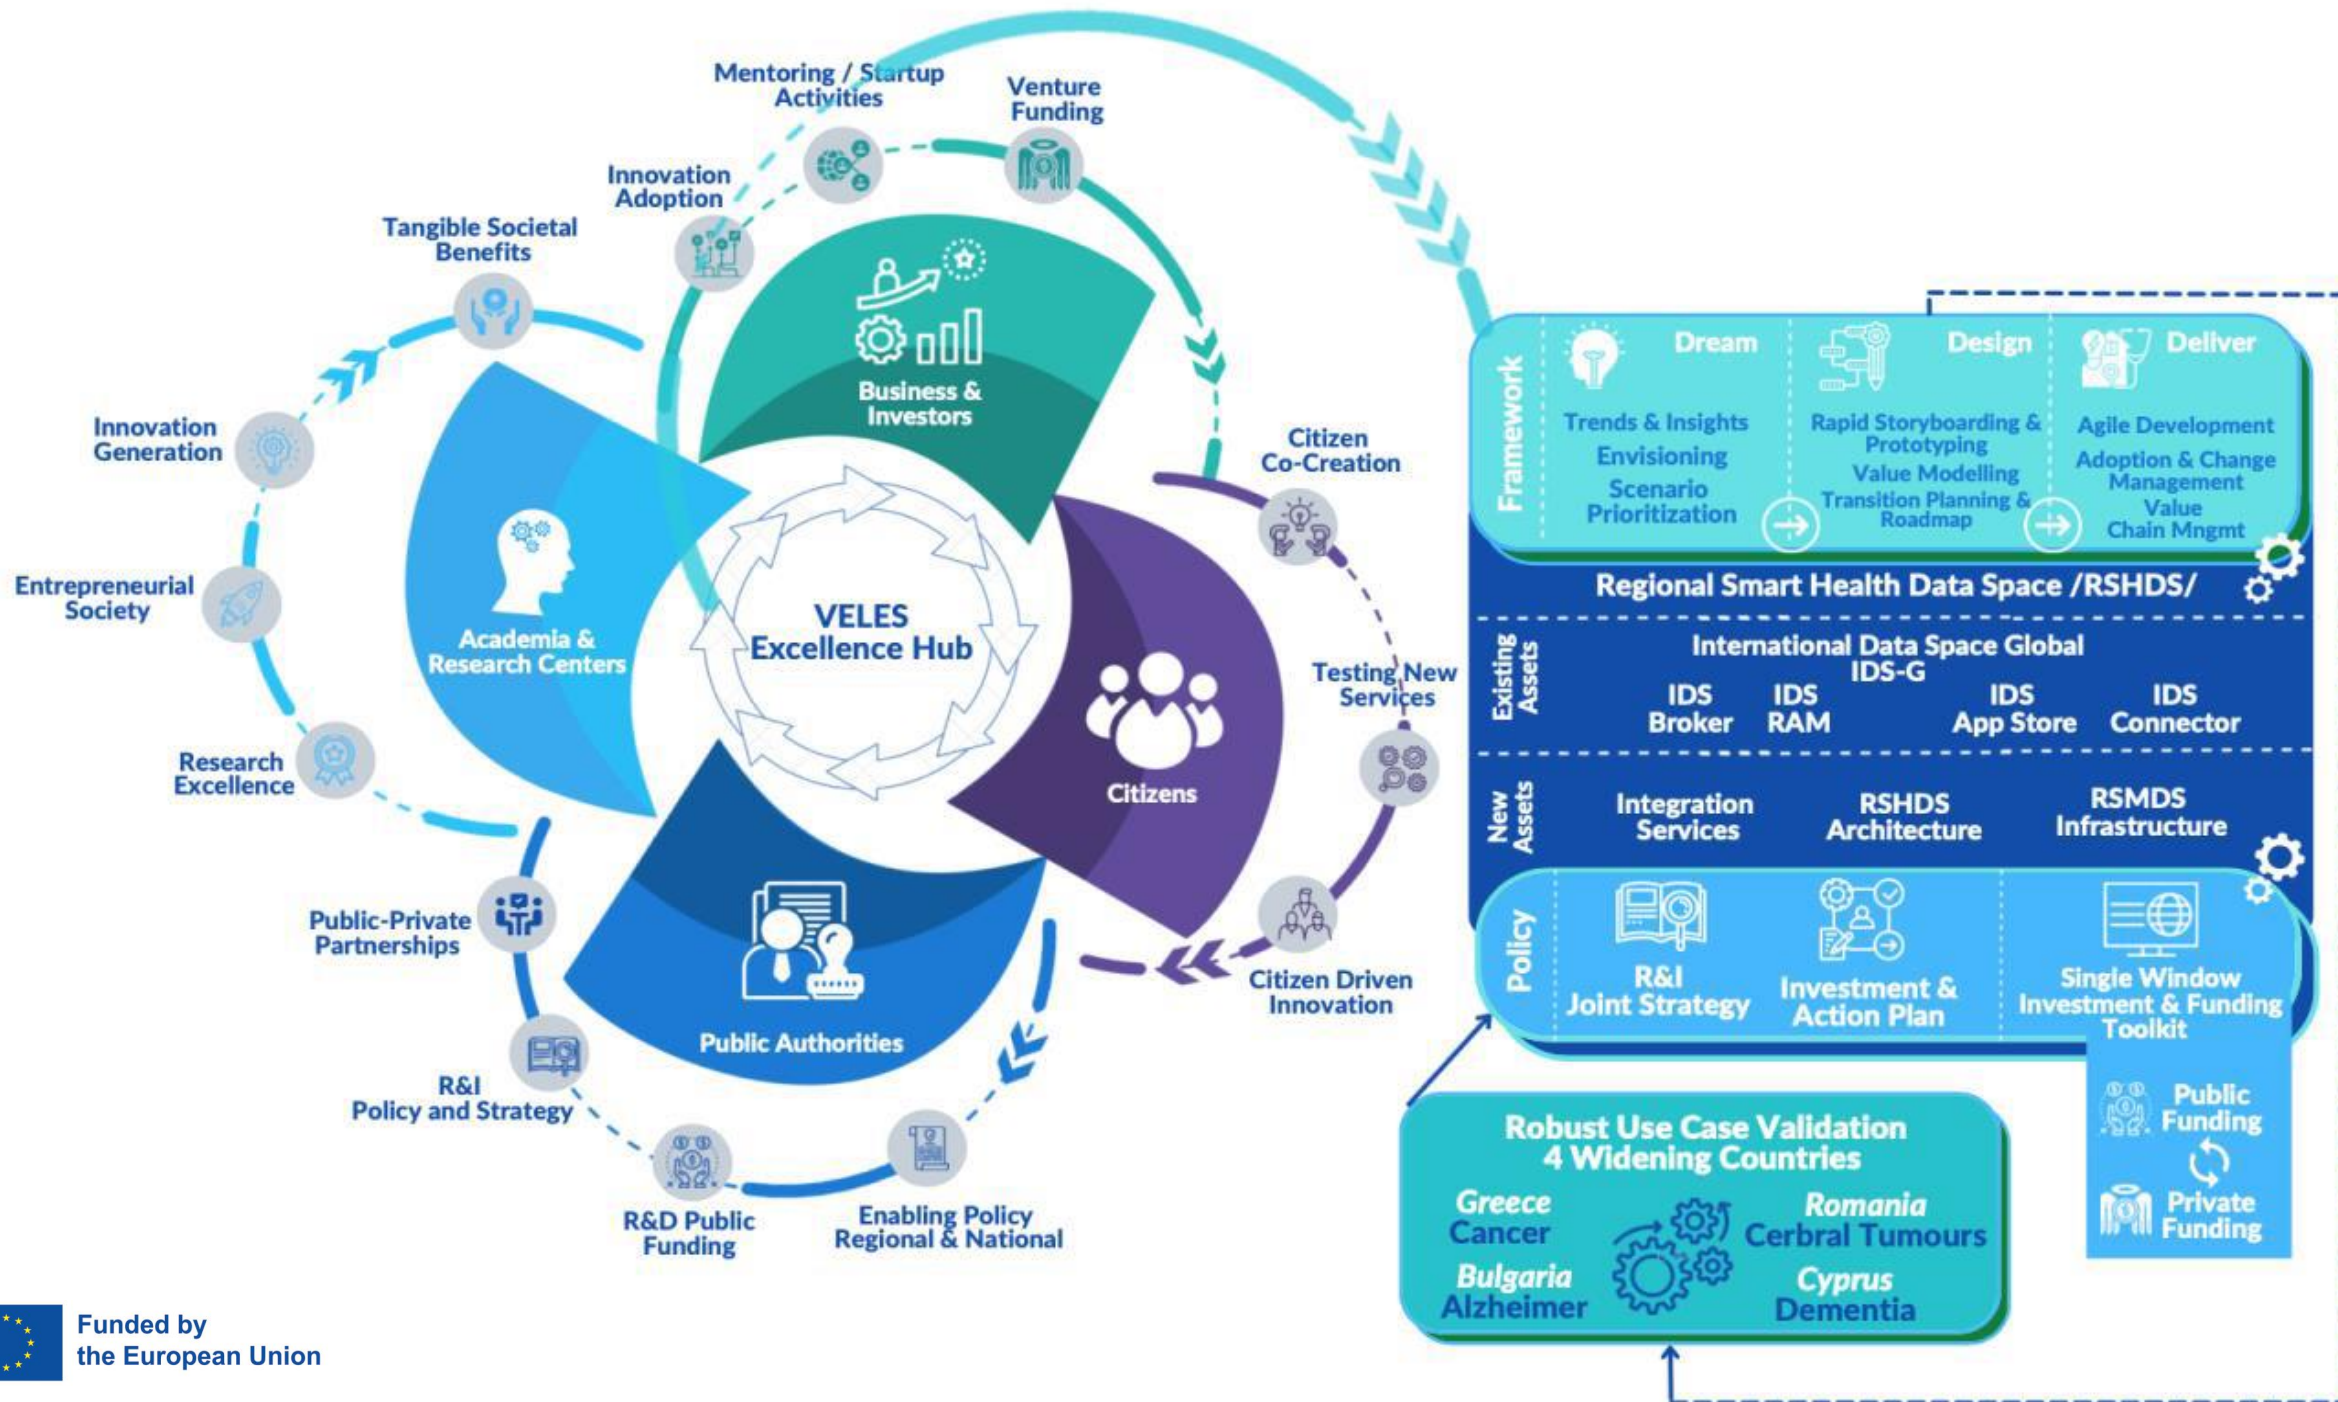 Mentoring / Startup
Activities
Venture
Funding
Innovation
Adoption
Tangible Societal
Benefits
Innovation
Generation
Entrepreneurial
Society
Research
Excellence
Business &
Investors
Academia &
Research Centers
VELES
Excellence Hub
Citizen
Co-Creation
Testing New
Services
Citizens
Citizen Driven
Innovation
Public-Private
Partnerships
R&I
Policy and Strategy
Public Authorities
R&D Public
Funding
Enabling Policy
Regional & National
Framework
Dream
Trends & Insights
Envisioning
Scenario
Prioritization
Design
Rapid Storyboarding &
Prototyping
Value Modelling
Transition Planning &
Roadmap
Deliver
Agile Development
Adoption & Change
Management
Value
Chain Mngmt
Regional Smart Health Data Space /RSHDS/
Existing
Assets
International Data Space Global
IDS-G
IDS
Broker
IDS
RAM
IDS
App Store
IDS
Connector
New
Assets
Integration
Services
RSHDS
Architecture
RSMDS
Infrastructure
Policy
R&I
Joint Strategy
Investment &
Action Plan
Single Window
Investment & Funding
Toolkit
Public
Funding
Private
Funding
Robust Use Case Validation
4 Widening Countries
Greece
Cancer
Romania
Cerbral Tumours
Bulgaria
Alzheimer
Cyprus
Dementia
Funded by
the European Union